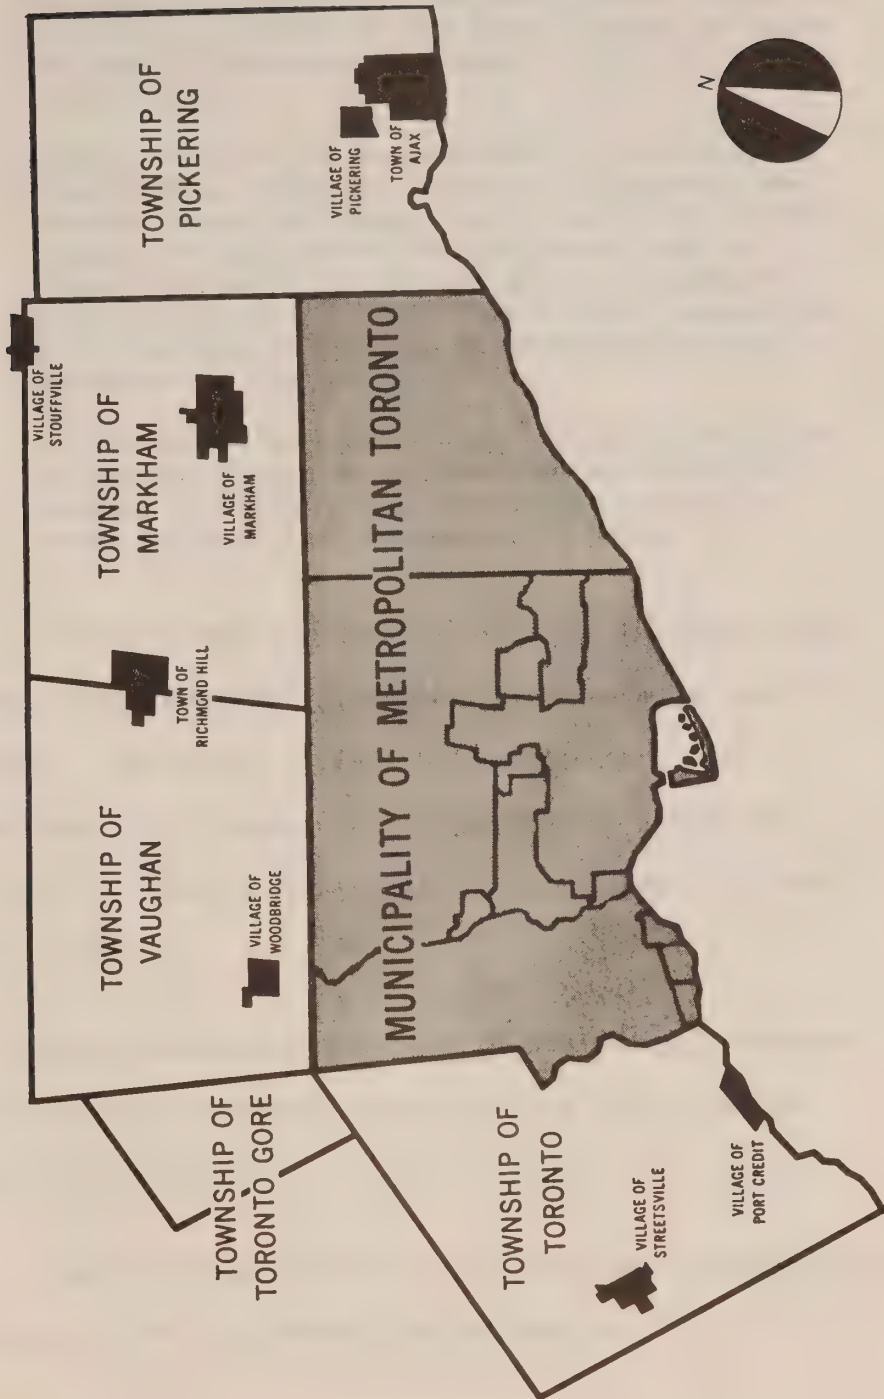 VILLAGE OF
STOUFFVILLE
TOWNSHIP OF
VAUGHAN
TOWNSHIP OF
MARKHAM
TOWNSHIP OF
PICKERING
TOWN OF
RICHMOND HILL
VILLAGE OF
MARKHAM
VILLAGE OF
WOODBRIDGE
TOWNSHIP OF
TORONTO GORE
VILLAGE OF
PICKERING
TOWN OF
AJAX
MUNICIPALITY OF METROPOLITAN TORONTO
TOWNSHIP OF
TORONTO
VILLAGE OF
STREETSVILLE
VILLAGE OF
PORT CREDIT
N